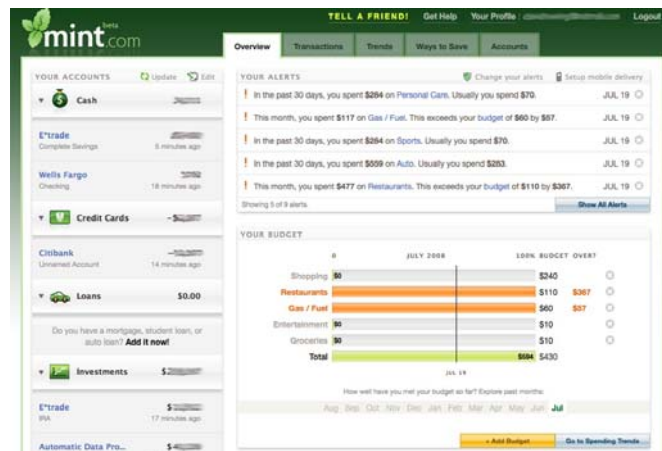 TELL A FRIEND! Get Help Your Profile : Logout
mint.com beta
Overview Transactions Trends Ways to Save Accounts
YOUR ACCOUNTS Update Edit
Cash
E*trade
Complete Savings 5 minutes ago
Wells Fargo
Checking 18 minutes ago
Credit Cards
Citibank
Unnamed Account 14 minutes ago
Loans $0.00
Do you have a mortgage, student loan, or
auto loan? Add it now!
Investments
E*trade
IRA 17 minutes ago
Automatic Data Pro...
YOUR ALERTS Change your alerts Setup mobile delivery
! In the past 30 days, you spent $284 on Personal Care. Usually you spend $70. JUL 19
! This month, you spent $117 on Gas / Fuel. This exceeds your budget of $60 by $57. JUL 19
! In the past 30 days, you spent $264 on Sports. Usually you spend $70. JUL 19
! In the past 30 days, you spent $559 on Auto. Usually you spend $283. JUL 19
! This month, you spent $477 on Restaurants. This exceeds your budget of $110 by $367. JUL 19
Showing 5 of 9 alerts Show All Alerts
YOUR BUDGET
0 JULY 2008 100% BUDGET OVER?
Shopping $0 $240
Restaurants $110 $367
Gas / Fuel $60 $57
Entertainment $0 $10
Groceries $0 $10
Total $594 $430
JUL 19
How well have you met your budget so far? Explore past months:
Aug Sep Oct Nov Dec Jan Feb Mar Apr May Jun Jul
+ Add Budget Go to Spending Trends